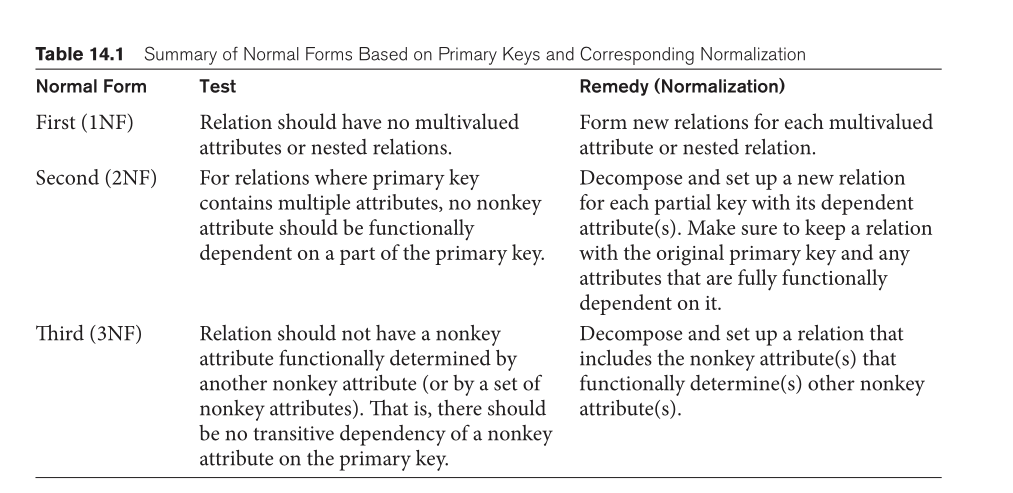 Table 14.1 Summary of Normal Forms Based on Primary Keys and Corresponding Normalization
Normal Form Test Remedy (Normalization)
First (1NF) Relation should have no multivalued Form new relations for each multivalued
attributes or nested relations. attribute or nested relation.
Second (2NF) For relations where primary key Decompose and set up a new relation
contains multiple attributes, no nonkey for each partial key with its dependent
attribute should be functionally attribute(s). Make sure to keep a relation
dependent on a part of the primary key. with the original primary key and any
attributes that are fully functionally
dependent on it.
Third (3NF) Relation should not have a nonkey Decompose and set up a relation that
attribute functionally determined by includes the nonkey attribute(s) that
another nonkey attribute (or by a set of functionally determine(s) other nonkey
nonkey attributes). That is, there should attribute(s).
be no transitive dependency of a nonkey
attribute on the primary key.